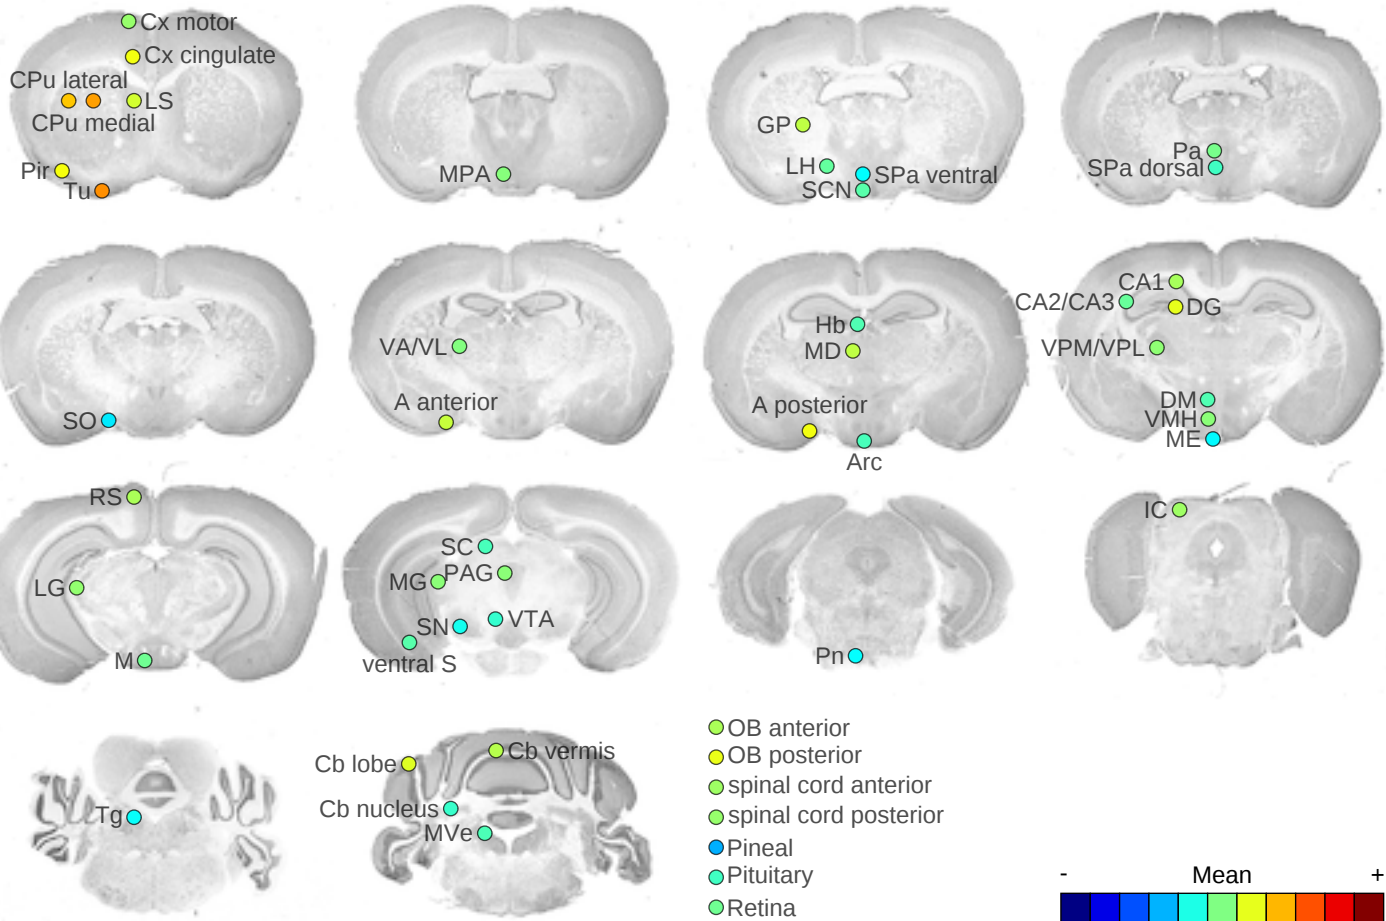 Cx motor
Cx cingulate
CPu lateral
LS
CPu medial
Pir
Tu
MPA
GP
LH
SPa ventral
SCN
Pa
SPa dorsal
SO
VA/VL
A anterior
Hb
MD
A posterior
Arc
CA1
CA2/CA3
DG
VPM/VPL
DM
VMH
ME
RS
LG
M
SC
MG
PAG
SN
VTA
ventral S
Pn
IC
Tg
Cb lobe
Cb vermis
Cb nucleus
MVe
OB anterior
OB posterior
spinal cord anterior
spinal cord posterior
Pineal
Pituitary
Retina
- Mean +